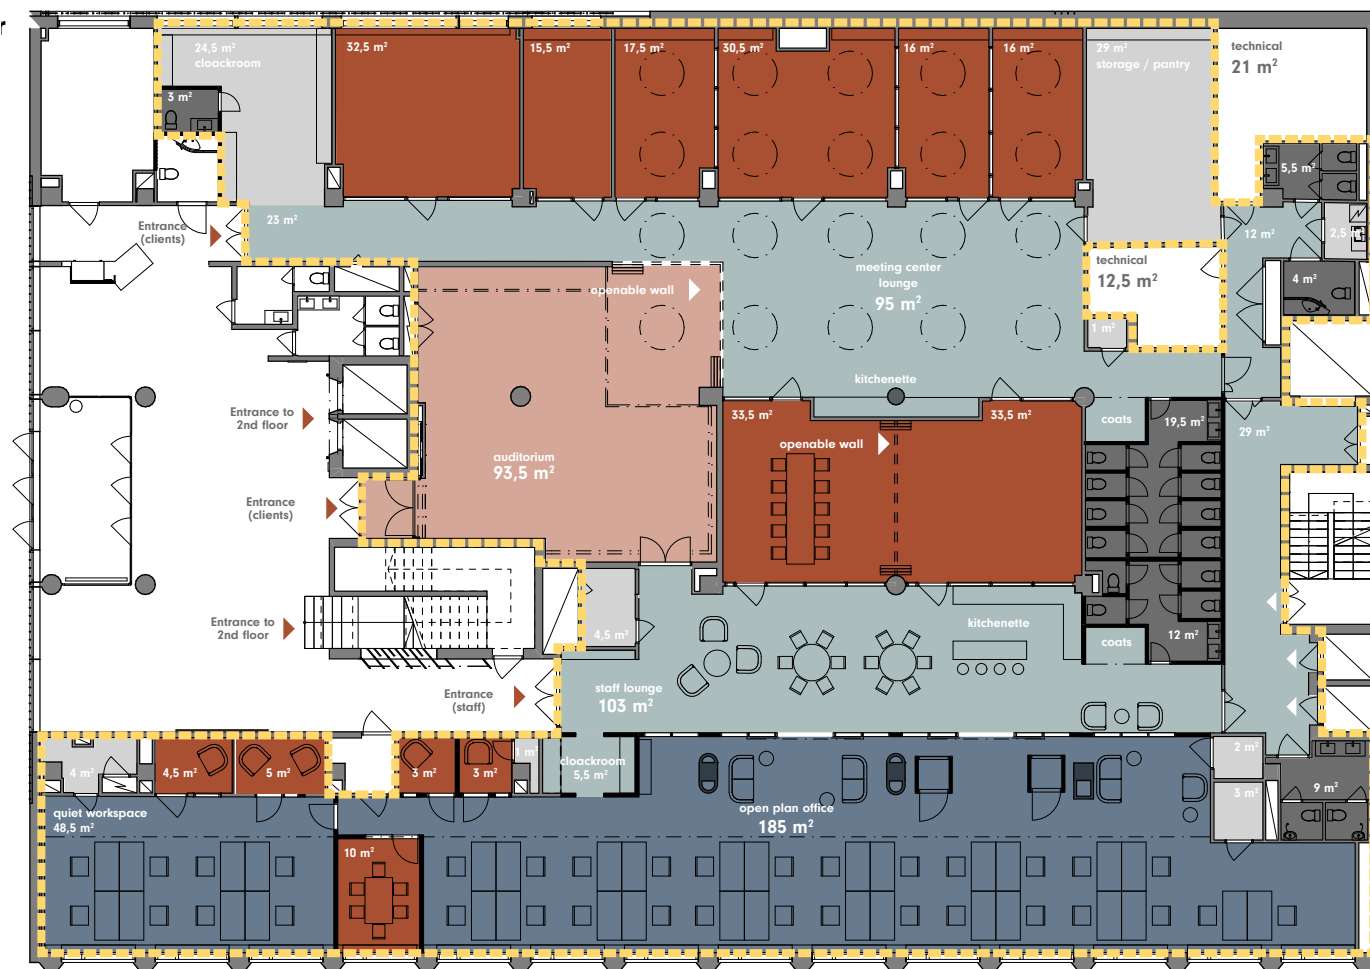 r
24,5 m²
cloackroom
3 m²
32,5 m²
15,5 m²
17,5 m²
30,5 m²
16 m²
16 m²
29 m²
storage / pantry
technical
21 m²
5,5 m²
Entrance
(clients)
23 m²
12 m²
2,5 m²
openable wall
meeting center
lounge
95 m²
technical
12,5 m²
4 m²
1 m²
kitchenette
Entrance to
2nd floor
33,5 m²
33,5 m²
coats
19,5 m²
29 m²
openable wall
auditorium
93,5 m²
Entrance
(clients)
Entrance to
2nd floor
4,5 m²
kitchenette
12 m²
coats
Entrance
(staff)
staff lounge
103 m²
4 m²
4,5 m²
5 m²
3 m²
3 m²
1 m²
cloackroom
5,5 m²
2 m²
3 m²
9 m²
quiet workspace
48,5 m²
open plan office
185 m²
10 m²